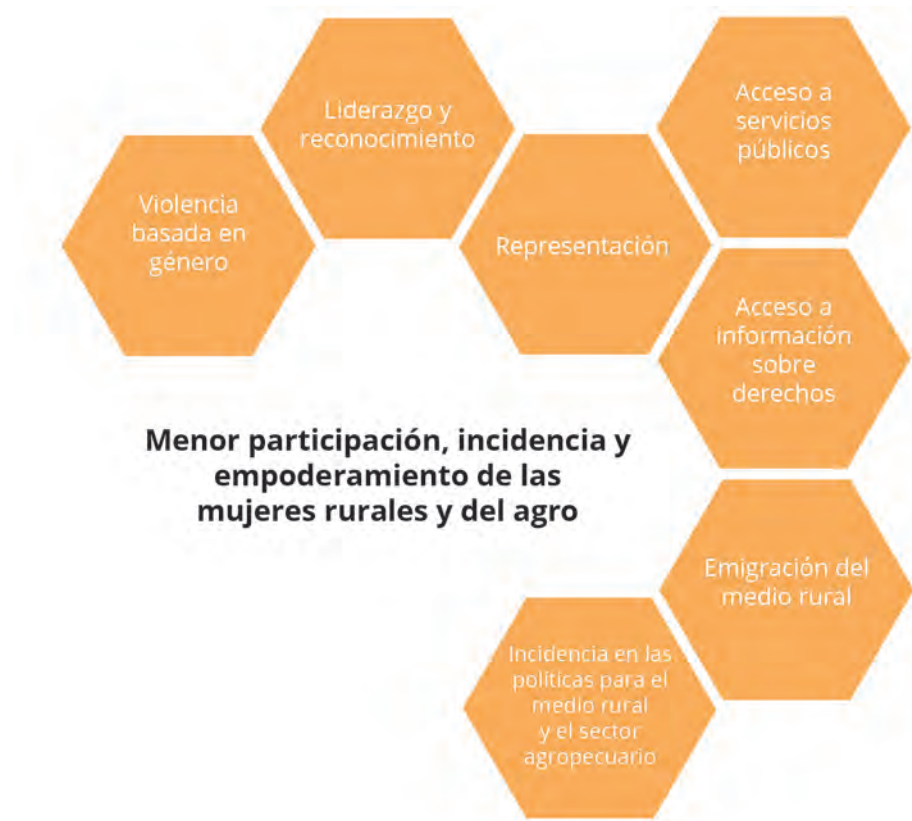 Liderazgo y
reconocimiento
Acceso a
servicios
públicos
Violencia
basada en
género
Representación
Acceso a
información
sobre
derechos
Menor participación, incidencia y
empoderamiento de las
mujeres rurales y del agro
Emigración del
medio rural
Incidencia en las
políticas para el
medio rural
y el sector
agropecuario